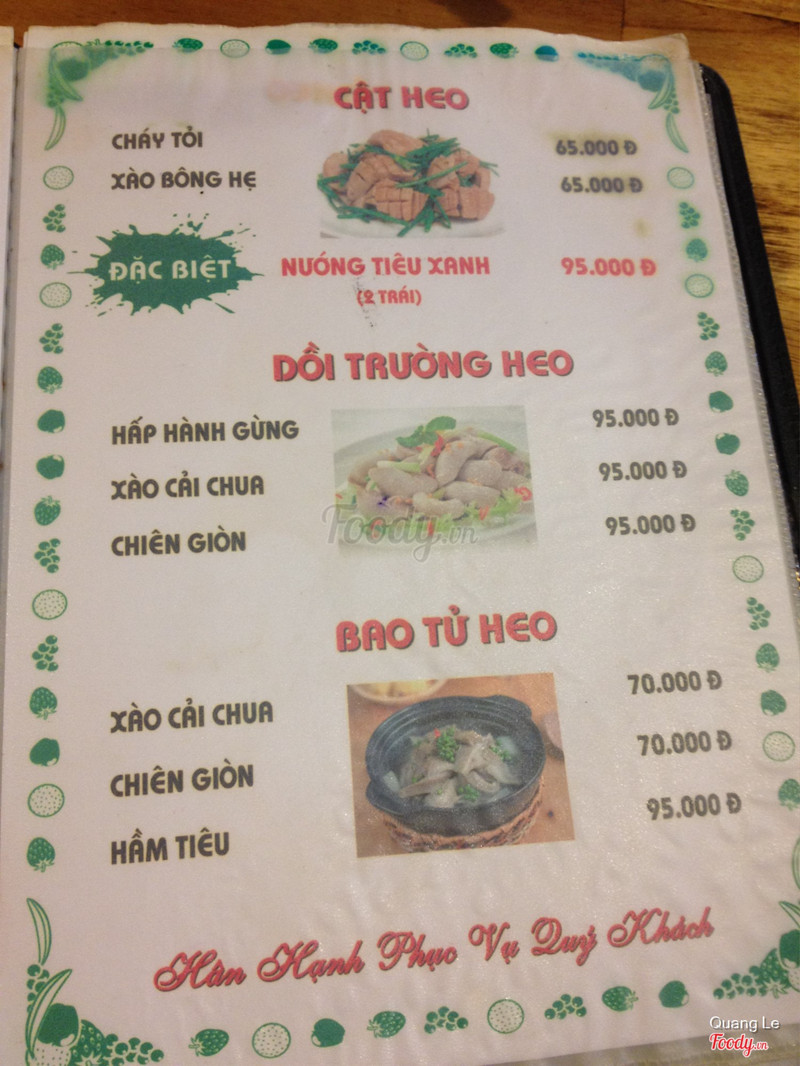 CẬT HEO
CHÁY TỎI 65.000 Đ
XÀO BÔNG HẸ 65.000 Đ
ĐẶC BIỆT NƯỚNG TIÊU XANH 95.000 Đ
(2 TRÁI)
DỒI TRƯỜNG HEO
HẤP HÀNH GỪNG 95.000 Đ
XÀO CẢI CHUA 95.000 Đ
CHIÊN GIÒN 95.000 Đ
Foody.vn
BAO TỬ HEO
XÀO CẢI CHUA 70.000 Đ
CHIÊN GIÒN 70.000 Đ
HẦM TIÊU 95.000 Đ
Hân Hạnh Phục Vụ Quý Khách
Quang Le
Foody.vn